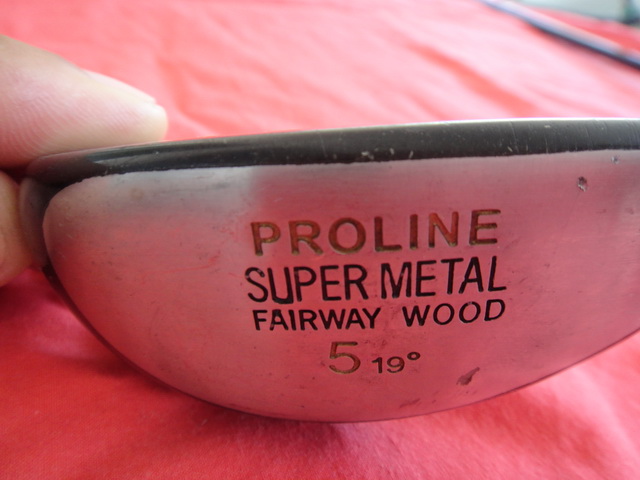 PROLINE
SUPER METAL
FAIRWAY WOOD
5 19°